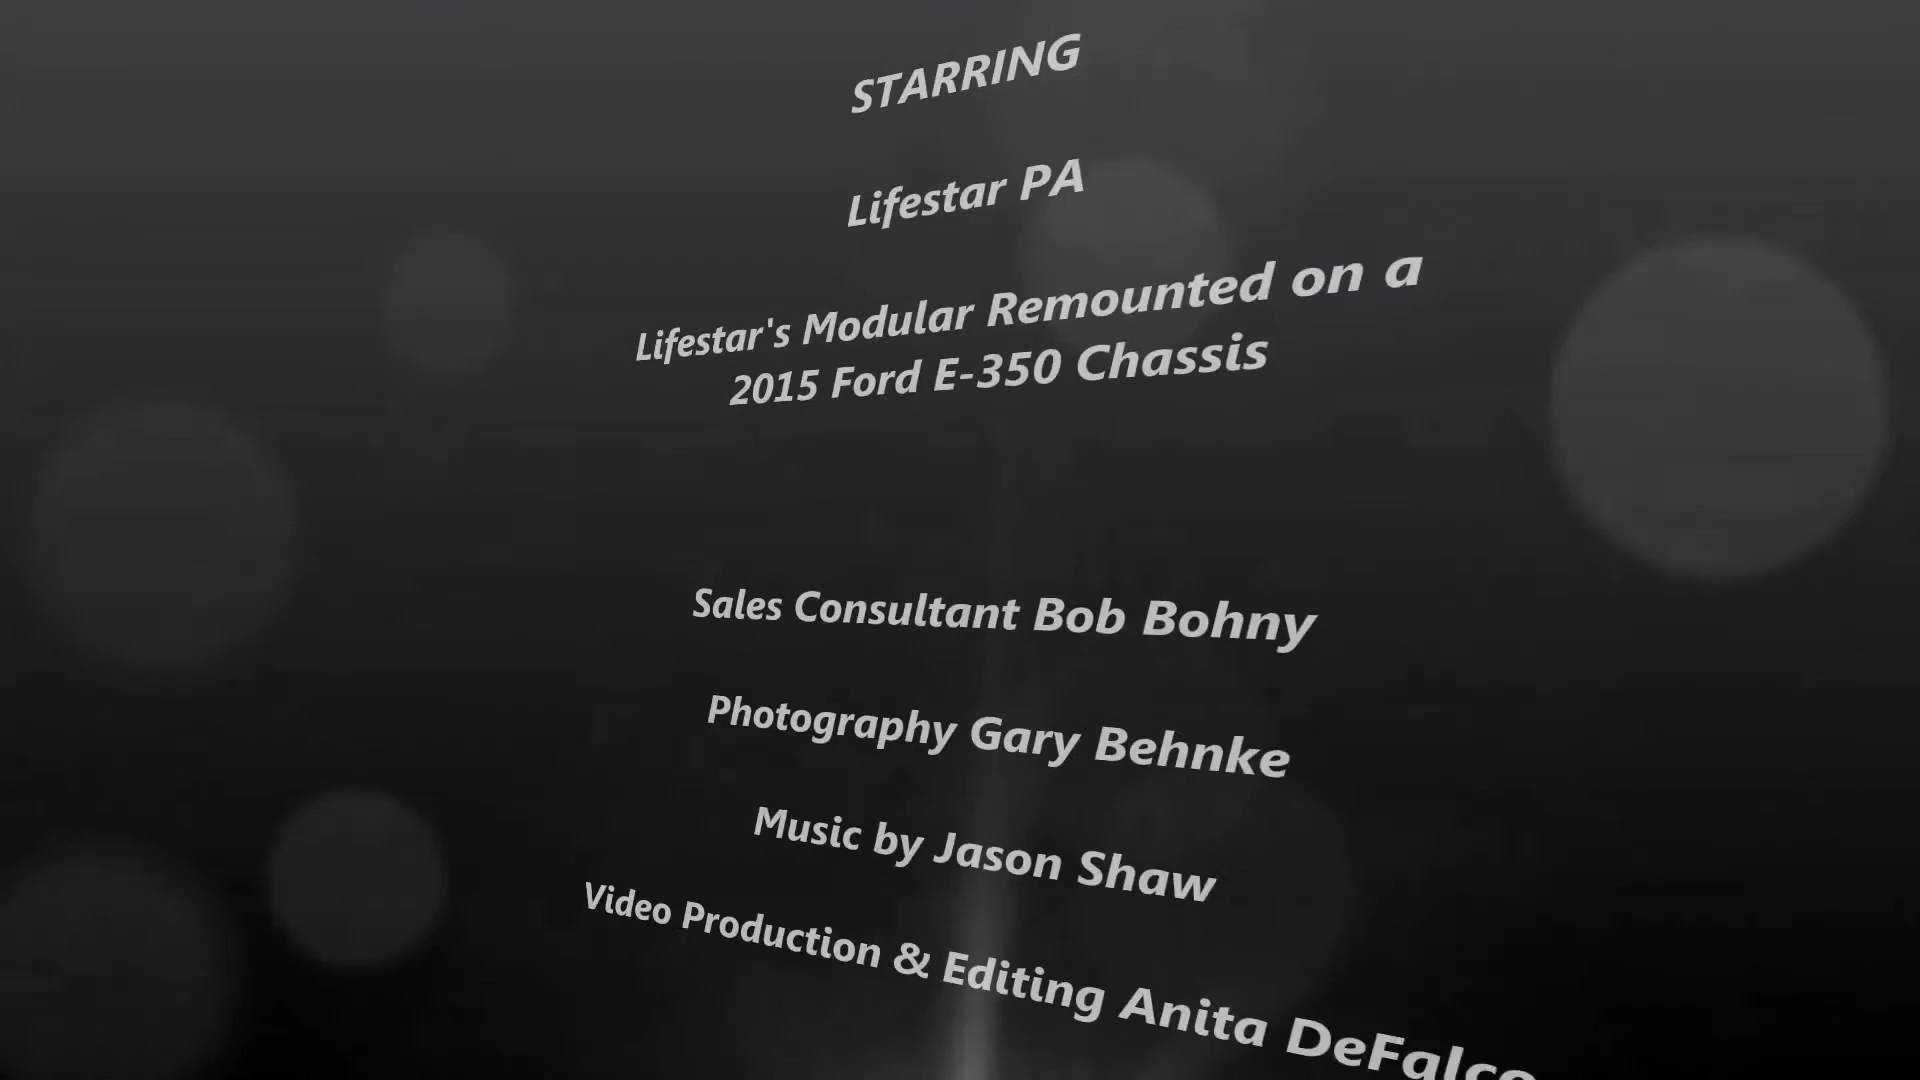 STARRING
Lifestar PA
Lifestar's Modular Remounted on a
2015 Ford E-350 Chassis
Sales Consultant Bob Bohny
Photography Gary Behnke
Music by Jason Shaw
Video Production & Editing Anita DeFalco